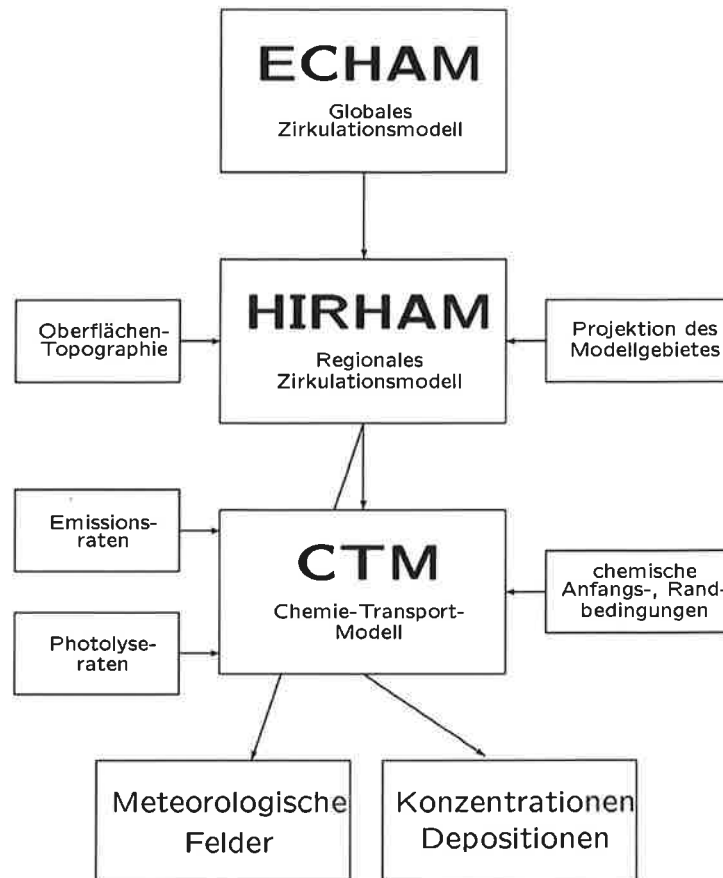 ECHAM
Globales
Zirkulationsmodell
HIRHAM
Regionales
Zirkulationsmodell
Oberflächen-
Topographie
Projektion des
Modellgebietes
Emissions-
raten
CTM
Chemie-Transport-
Modell
chemische
Anfangs-, Rand-
bedingungen
Photolyse-
raten
Meteorologische
Felder
Konzentrationen
Depositionen